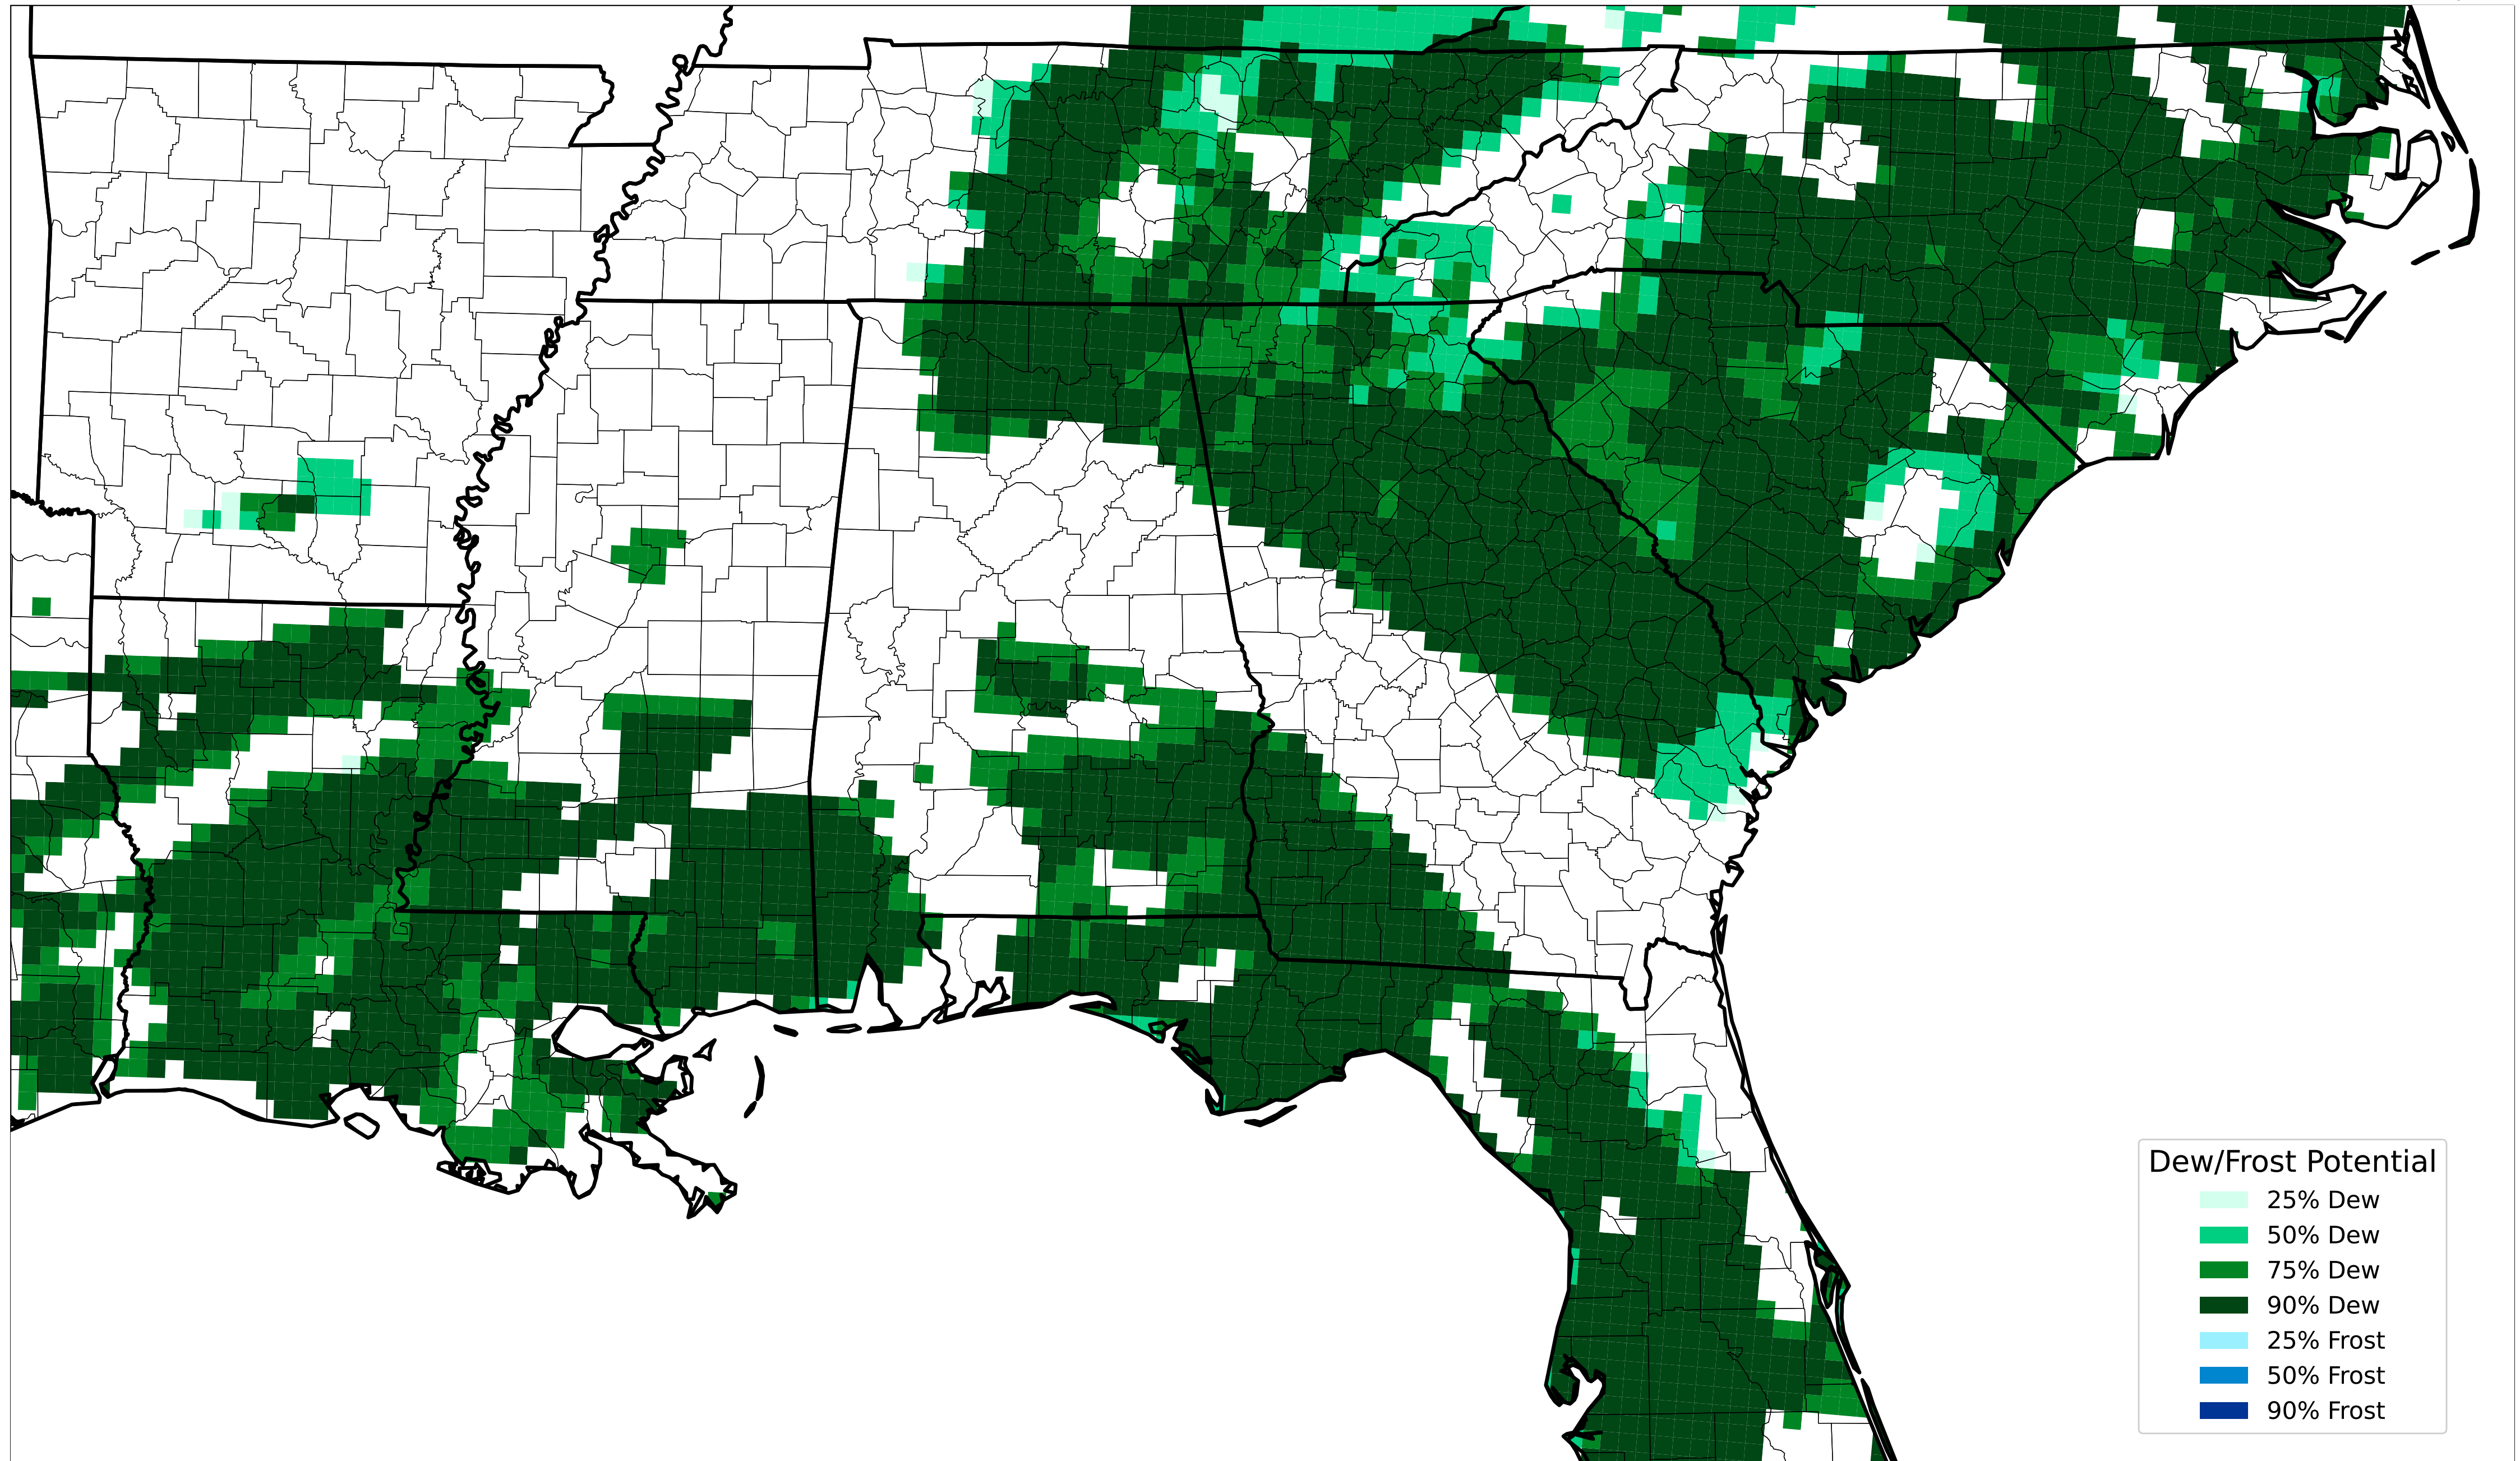 Dew/Frost Potential
25% Dew
50% Dew
75% Dew
90% Dew
25% Frost
50% Frost
90% Frost